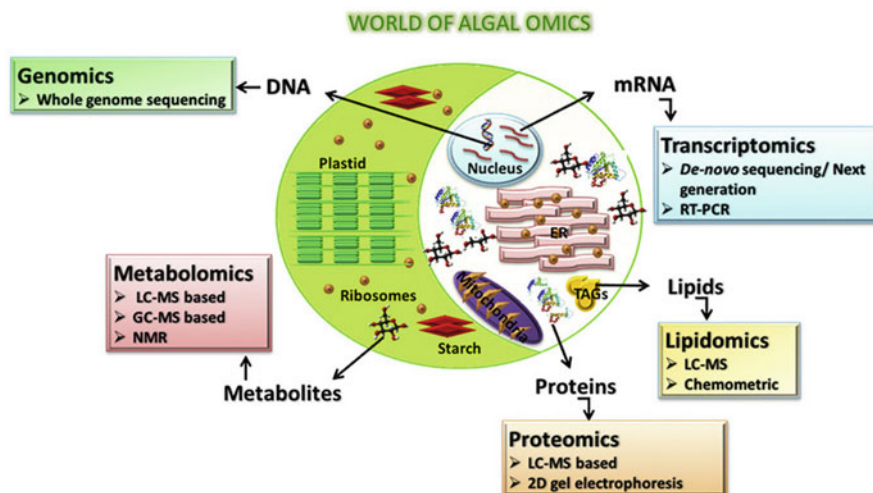 WORLD OF ALGAL OMICS
Genomics
➢ Whole genome sequencing
DNA
mRNA
Transcriptomics
➢ De-novo sequencing/ Next
generation
➢ RT-PCR
Plastid
Nucleus
ER
Metabolomics
➢ LC-MS based
➢ GC-MS based
➢ NMR
Ribosomes
Mitochondria
TAGs
Lipids
Starch
Lipidomics
➢ LC-MS
➢ Chemometric
Metabolites
Proteins
Proteomics
➢ LC-MS based
➢ 2D gel electrophoresis